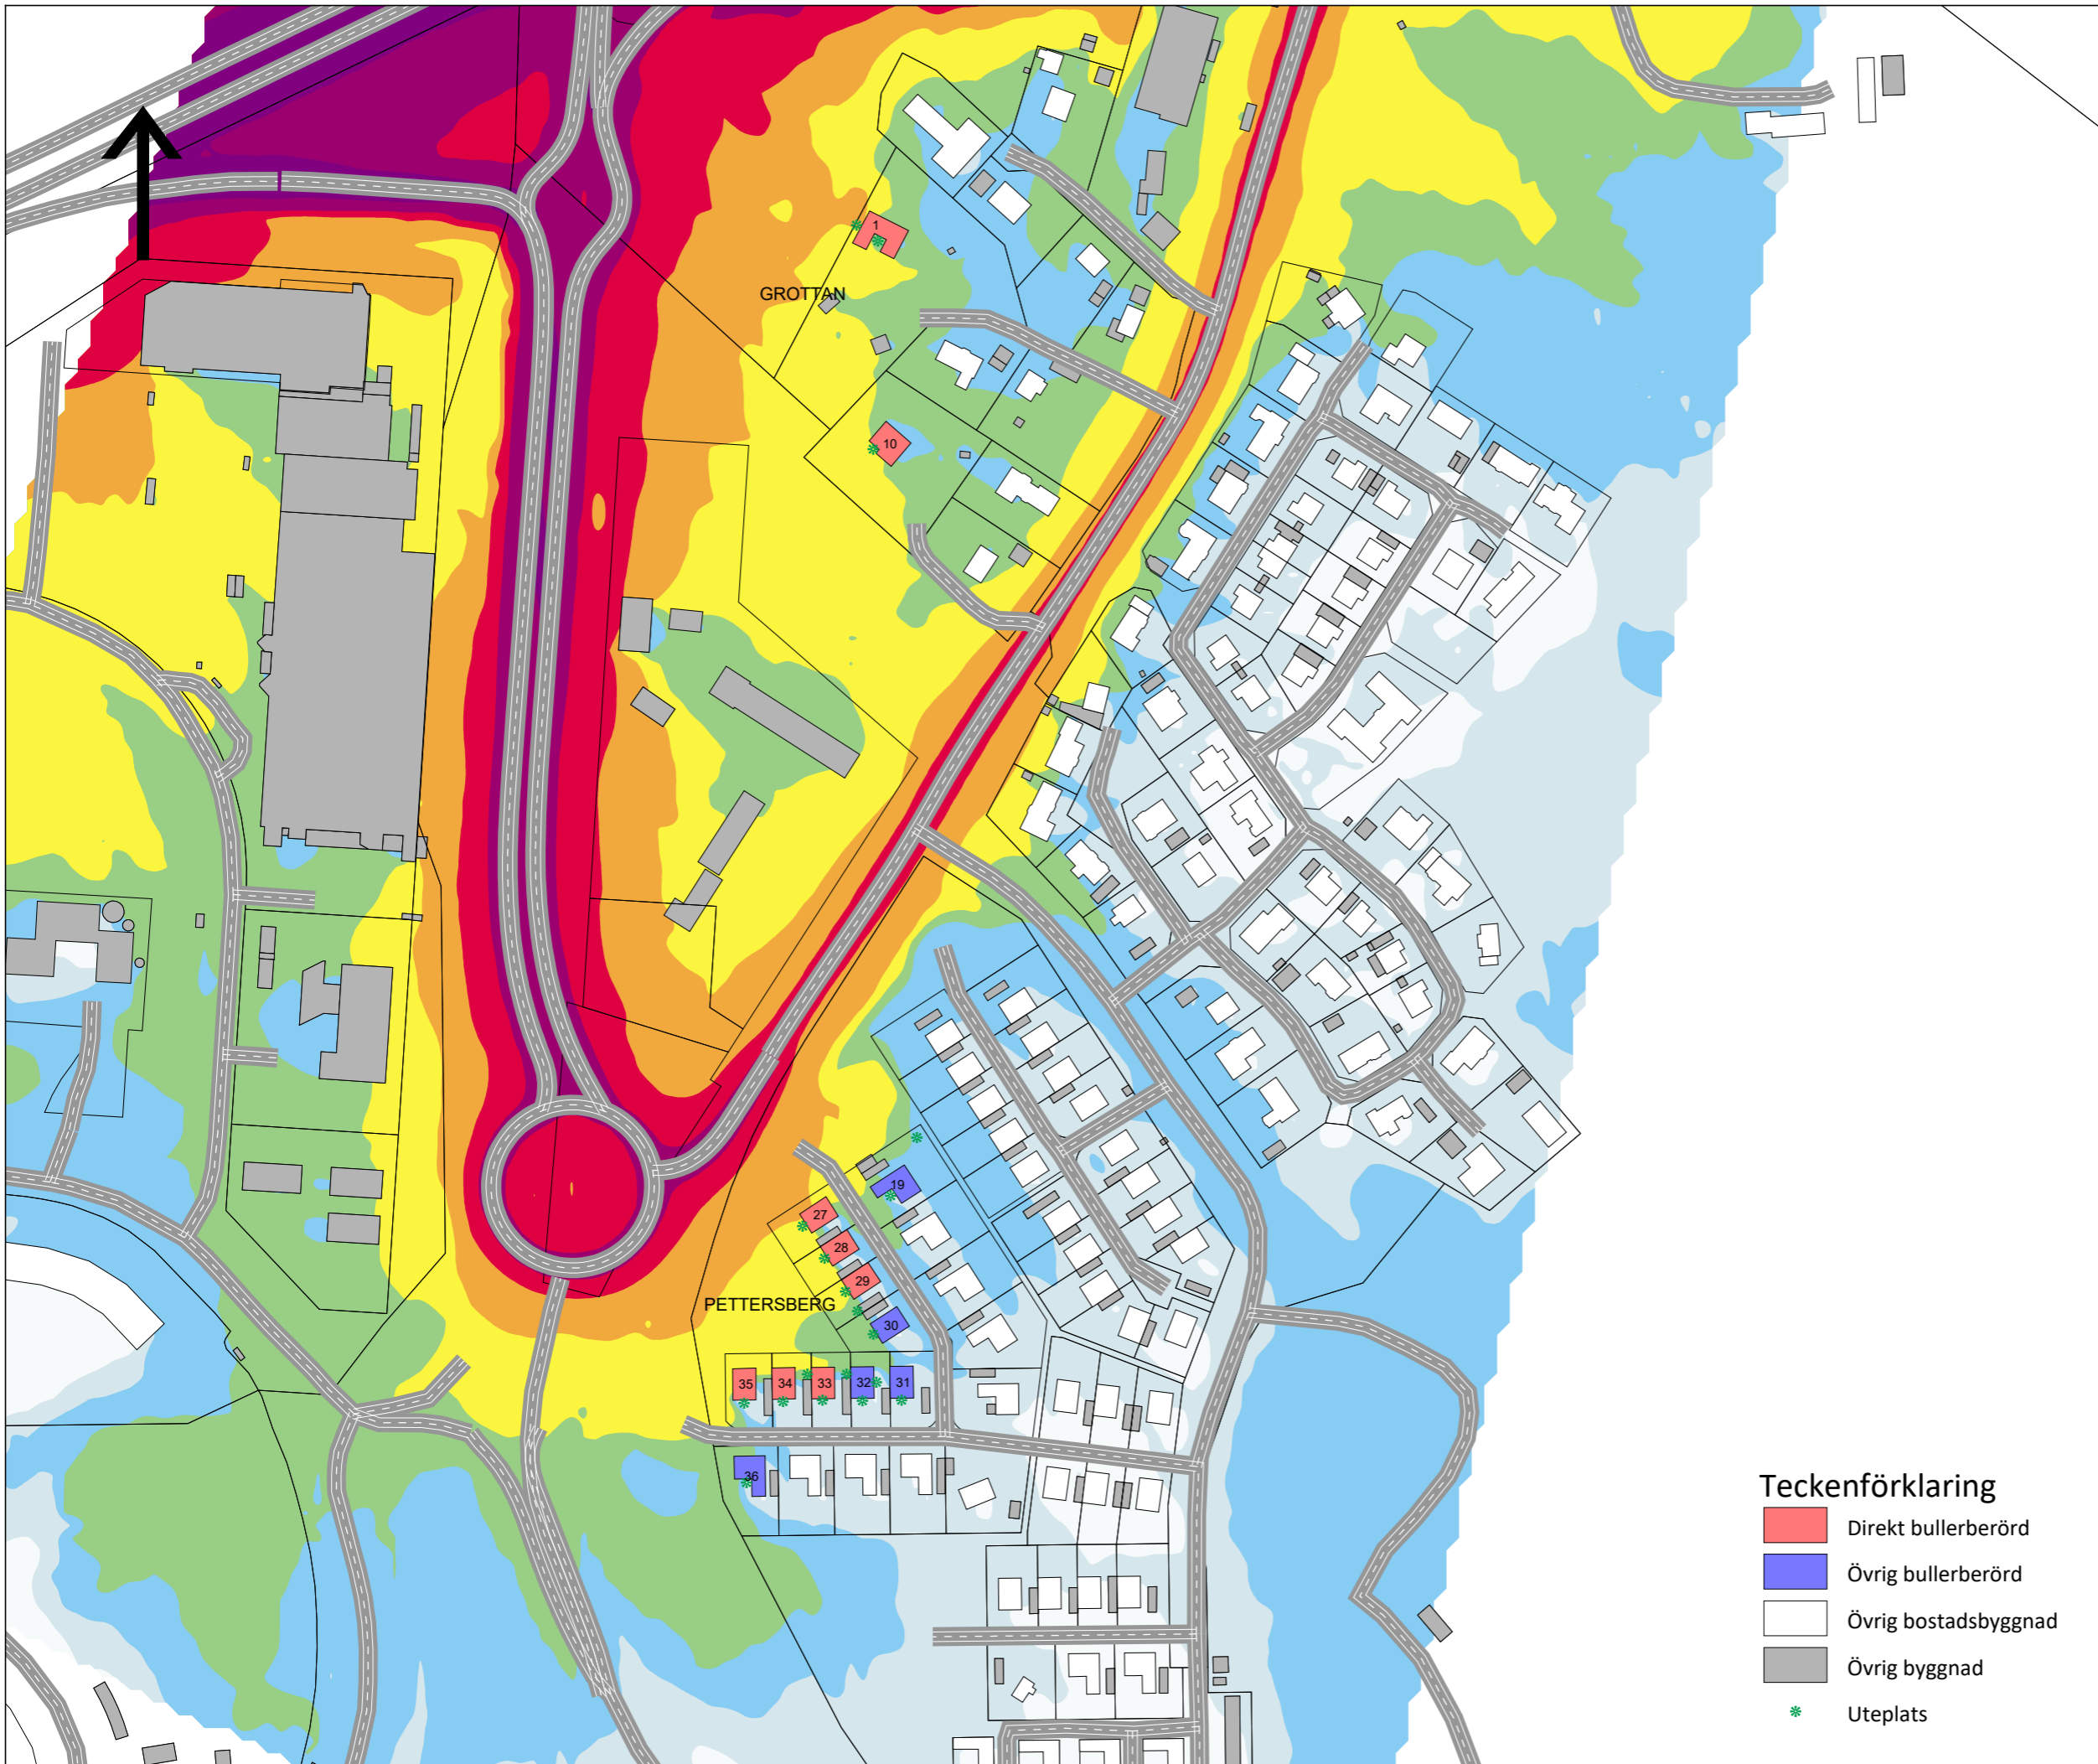 1
GROTTAN
10
19
27
28
29
PETTERSBERG
30
35
34
33
32
31
36
Teckenförklaring
Direkt bullerberörd
Övrig bullerberörd
Övrig bostadsbyggnad
Övrig byggnad
Uteplats